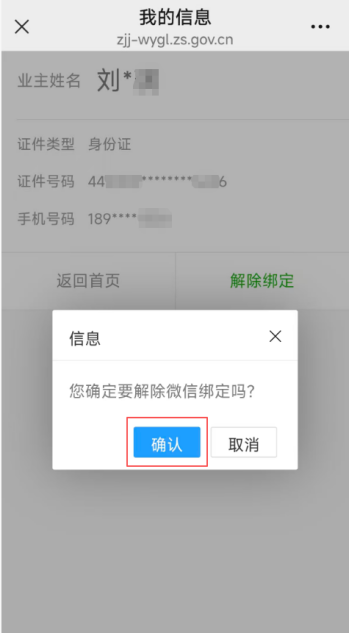 我的信息
zjj-wygl.zs.gov.cn
业主姓名 刘*
证件类型 身份证
证件号码 44********6
手机号码 189****
返回首页 解除绑定
信息
您确定要解除微信绑定吗?
确认 取消